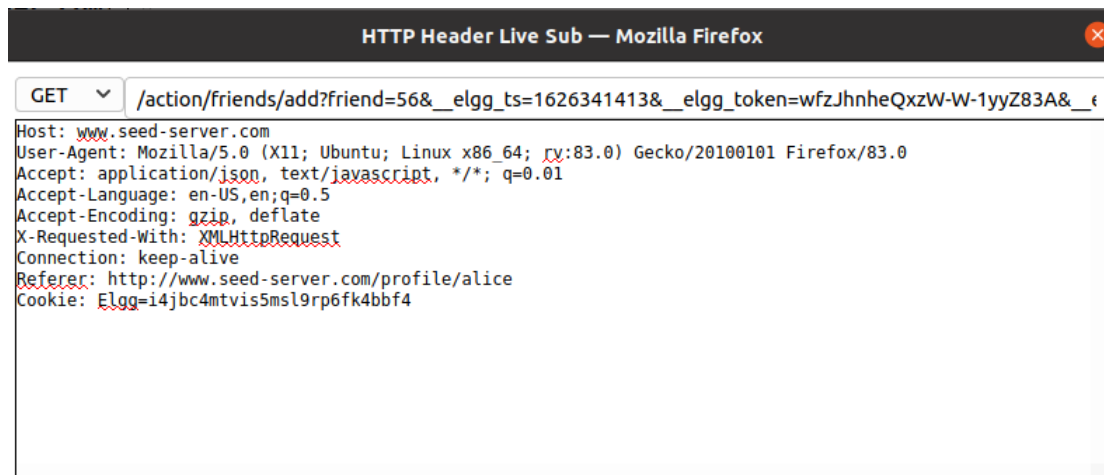 HTTP Header Live Sub — Mozilla Firefox
GET /action/friends/add?friend=56&__elgg_ts=1626341413&__elgg_token=wfzJhnheQxzW-W-1yyZ83A&__e
Host: www.seed-server.com
User-Agent: Mozilla/5.0 (X11; Ubuntu; Linux x86_64; rv:83.0) Gecko/20100101 Firefox/83.0
Accept: application/json, text/javascript, */*; q=0.01
Accept-Language: en-US,en;q=0.5
Accept-Encoding: gzip, deflate
X-Requested-With: XMLHttpRequest
Connection: keep-alive
Referer: http://www.seed-server.com/profile/alice
Cookie: Elgg=i4jbc4mtvis5msl9rp6fk4bbf4